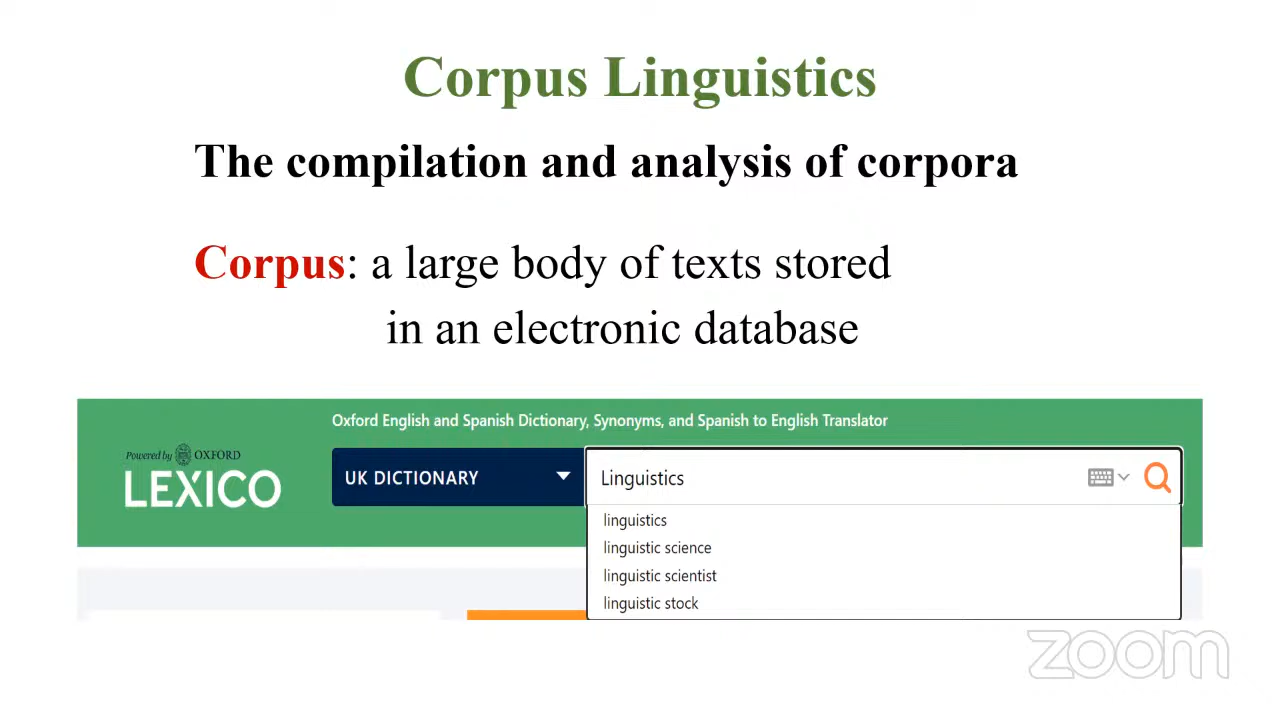 Corpus Linguistics
The compilation and analysis of corpora
Corpus: a large body of texts stored
in an electronic database
Oxford English and Spanish Dictionary, Synonyms, and Spanish to English Translator
Powered by OXFORD
LEXICO
UK DICTIONARY
Linguistics
linguistics
linguistic science
linguistic scientist
linguistic stock
zoom